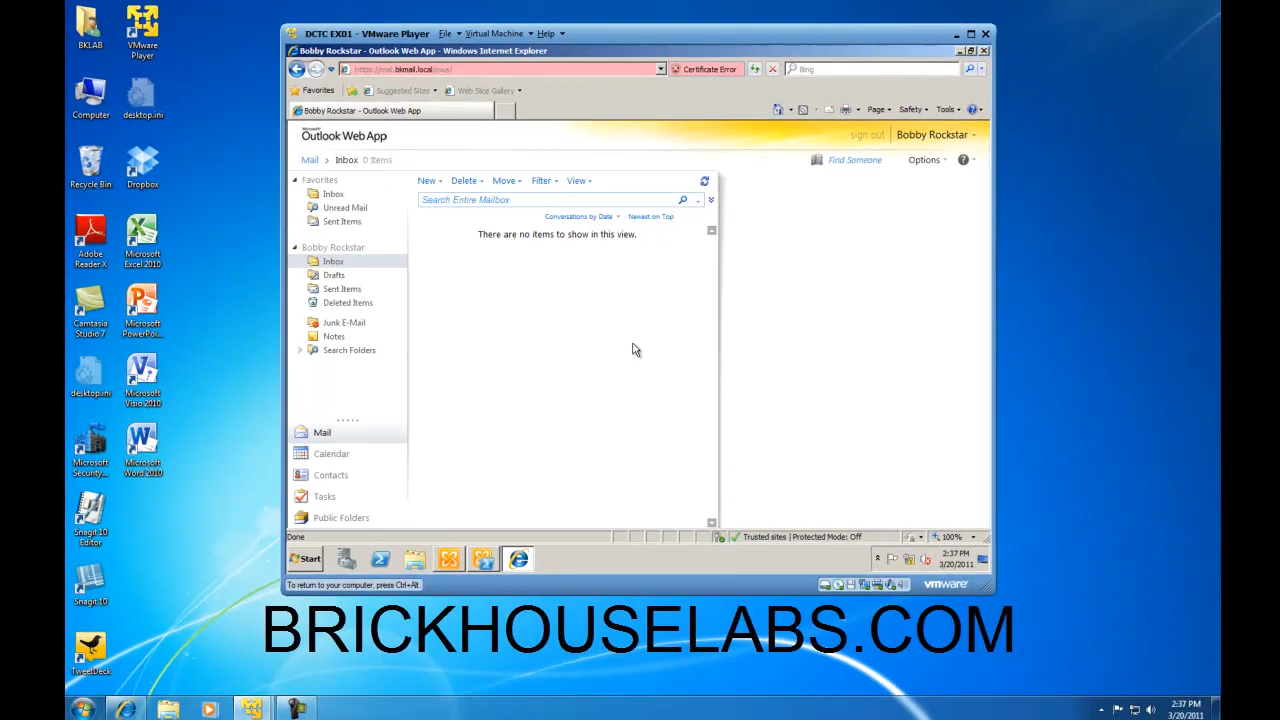 BKLAB
VMware
Player
Computer
desktop.ini
Recycle Bin
Dropbox
Adobe
Reader X
Microsoft
Excel 2010
Camtasia
Studio 7
Microsoft
PowerPoi...
desktop.ini
Microsoft
Visio 2010
Microsoft
Security...
Microsoft
Word 2010
Snagit 10
Editor
Snagit 10
TweetDeck
DCTC EX01 - VMware Player File Virtual Machine Help
Bobby Rockstar - Outlook Web App - Windows Internet Explorer
https://mail.bkmail.local/owa/ Certificate Error Bing
Favorites Suggested Sites Web Slice Gallery
Bobby Rockstar - Outlook Web App Page Safety Tools
Microsoft
Outlook Web App sign out Bobby Rockstar
Mail > Inbox 0 Items Find Someone Options
Favorites
Inbox
Unread Mail
Sent Items
Bobby Rockstar
Inbox
Drafts
Sent Items
Deleted Items
Junk E-Mail
Notes
Search Folders
Mail
Calendar
Contacts
Tasks
Public Folders
New Delete Move Filter View
Search Entire Mailbox
Conversations by Date Newest on Top
There are no items to show in this view.
Done Trusted sites | Protected Mode: Off 100%
Start 2:37 PM
3/20/2011
To return to your computer, press Ctrl+Alt. vmware
BRICKHOUSELABS.COM
2:37 PM
3/20/2011